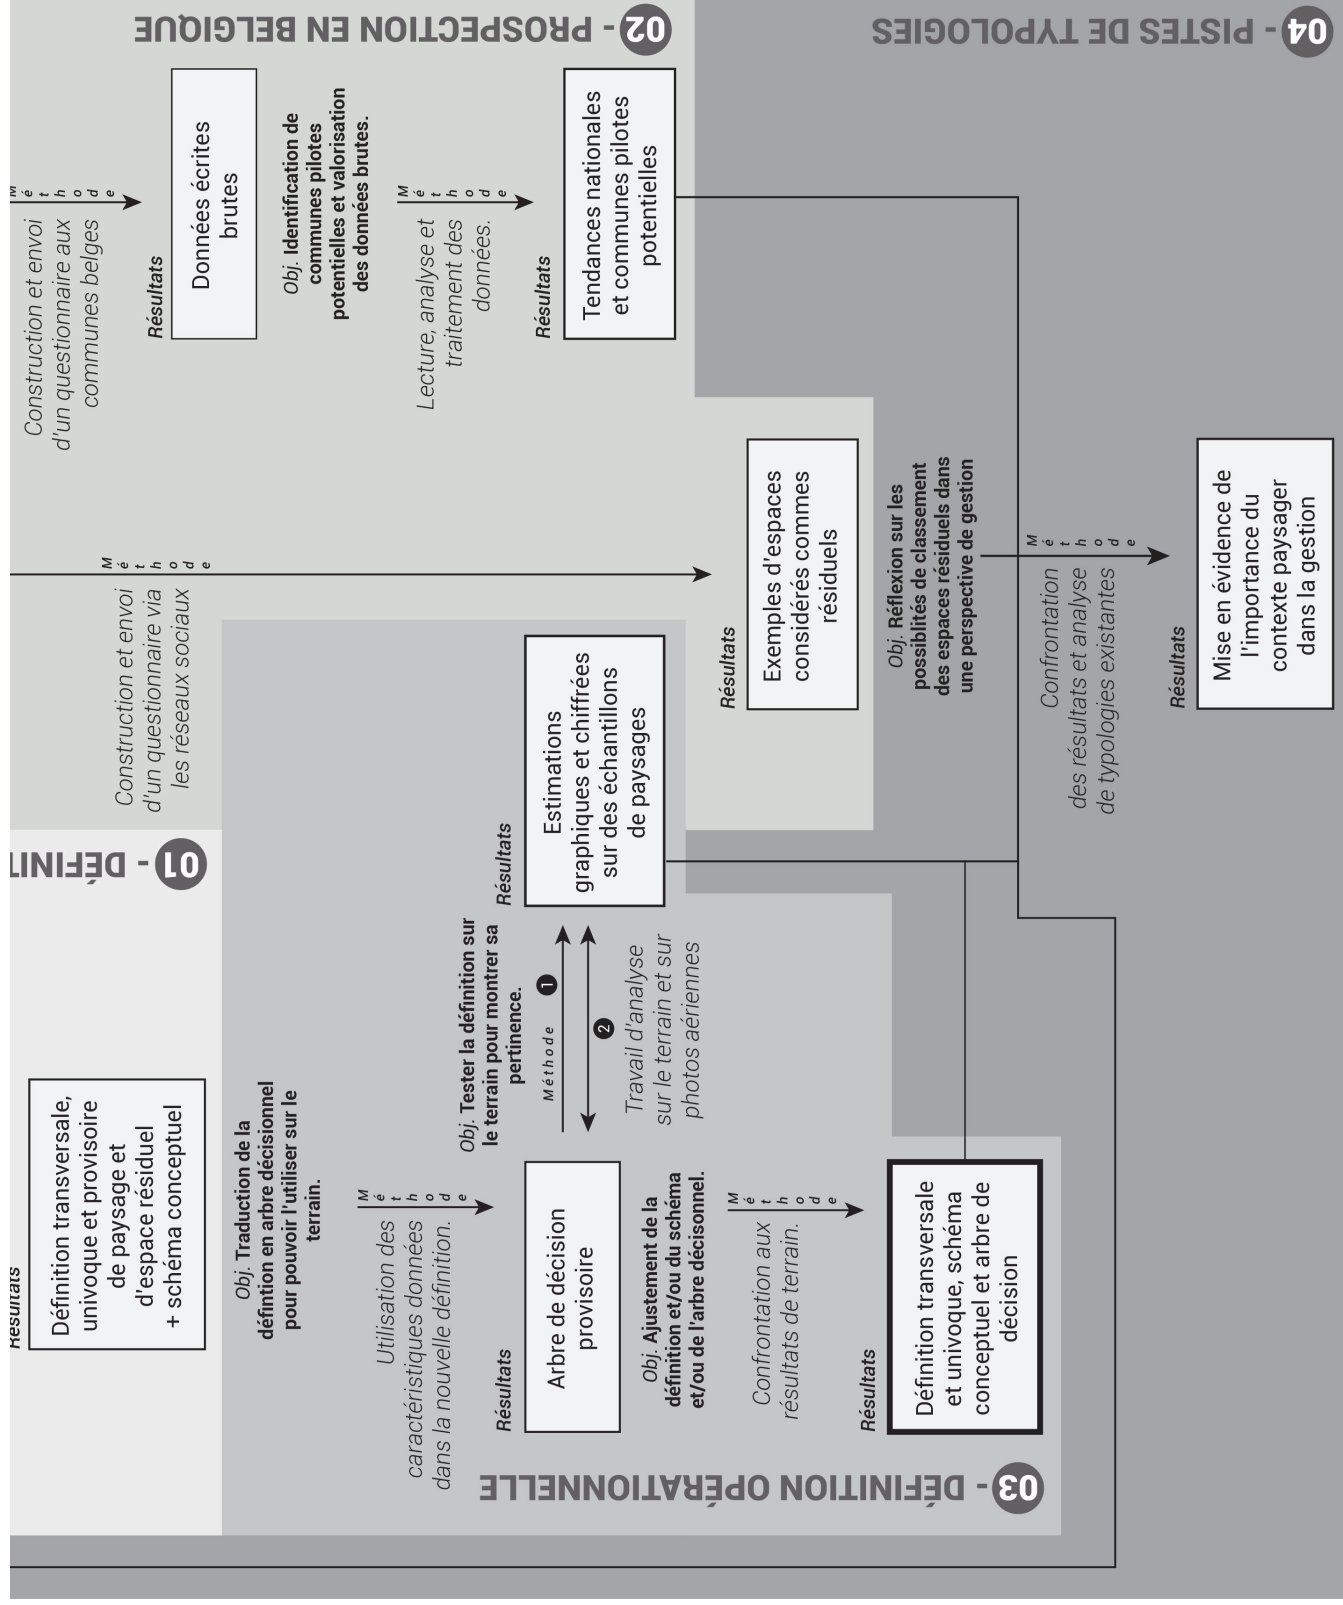 01 - DÉFINIT
Résultats
Définition transversale,
univoque et provisoire
de paysage et
d'espace résiduel
+ schéma conceptuel
Construction et envoi
d'un questionnaire via
les réseaux sociaux
Méthode
02 - PROSPECTION EN BELGIQUE
Construction et envoi
d'un questionnaire aux
communes belges
Méthode
Résultats
Données écrites
brutes
Obj. Identification de
communes pilotes
potentielles et valorisation
des données brutes.
Lecture, analyse et
traitement des
données.
Méthode
Résultats
Tendances nationales
et communes pilotes
potentielles
Résultats
Exemples d'espaces
considérés commes
résiduels
03 - DÉFINITION OPÉRATIONNELLE
Obj. Traduction de la
défintion en arbre décisionnel
pour pouvoir l'utiliser sur le
terrain.
Utilisation des
caractéristiques données
dans la nouvelle définition.
Méthode
Résultats
Arbre de décision
provisoire
Obj. Tester la définition sur
le terrain pour montrer sa
pertinence.
Méthode
1
2
Travail d'analyse
sur le terrain et sur
photos aériennes
Résultats
Estimations
graphiques et chiffrées
sur des échantillons
de paysages
Obj. Ajustement de la
définition et/ou du schéma
et/ou de l'arbre décisonnel.
Confrontation aux
résultats de terrain.
Méthode
Résultats
Définition transversale
et univoque, schéma
conceptuel et arbre de
décision
04 - PISTES DE TYPOLOGIES
Obj. Réflexion sur les
possiblités de classement
des espaces résiduels dans
une perspective de gestion
Confrontation
des résultats et analyse
de typologies existantes
Méthode
Résultats
Mise en évidence de
l'importance du
contexte paysager
dans la gestion